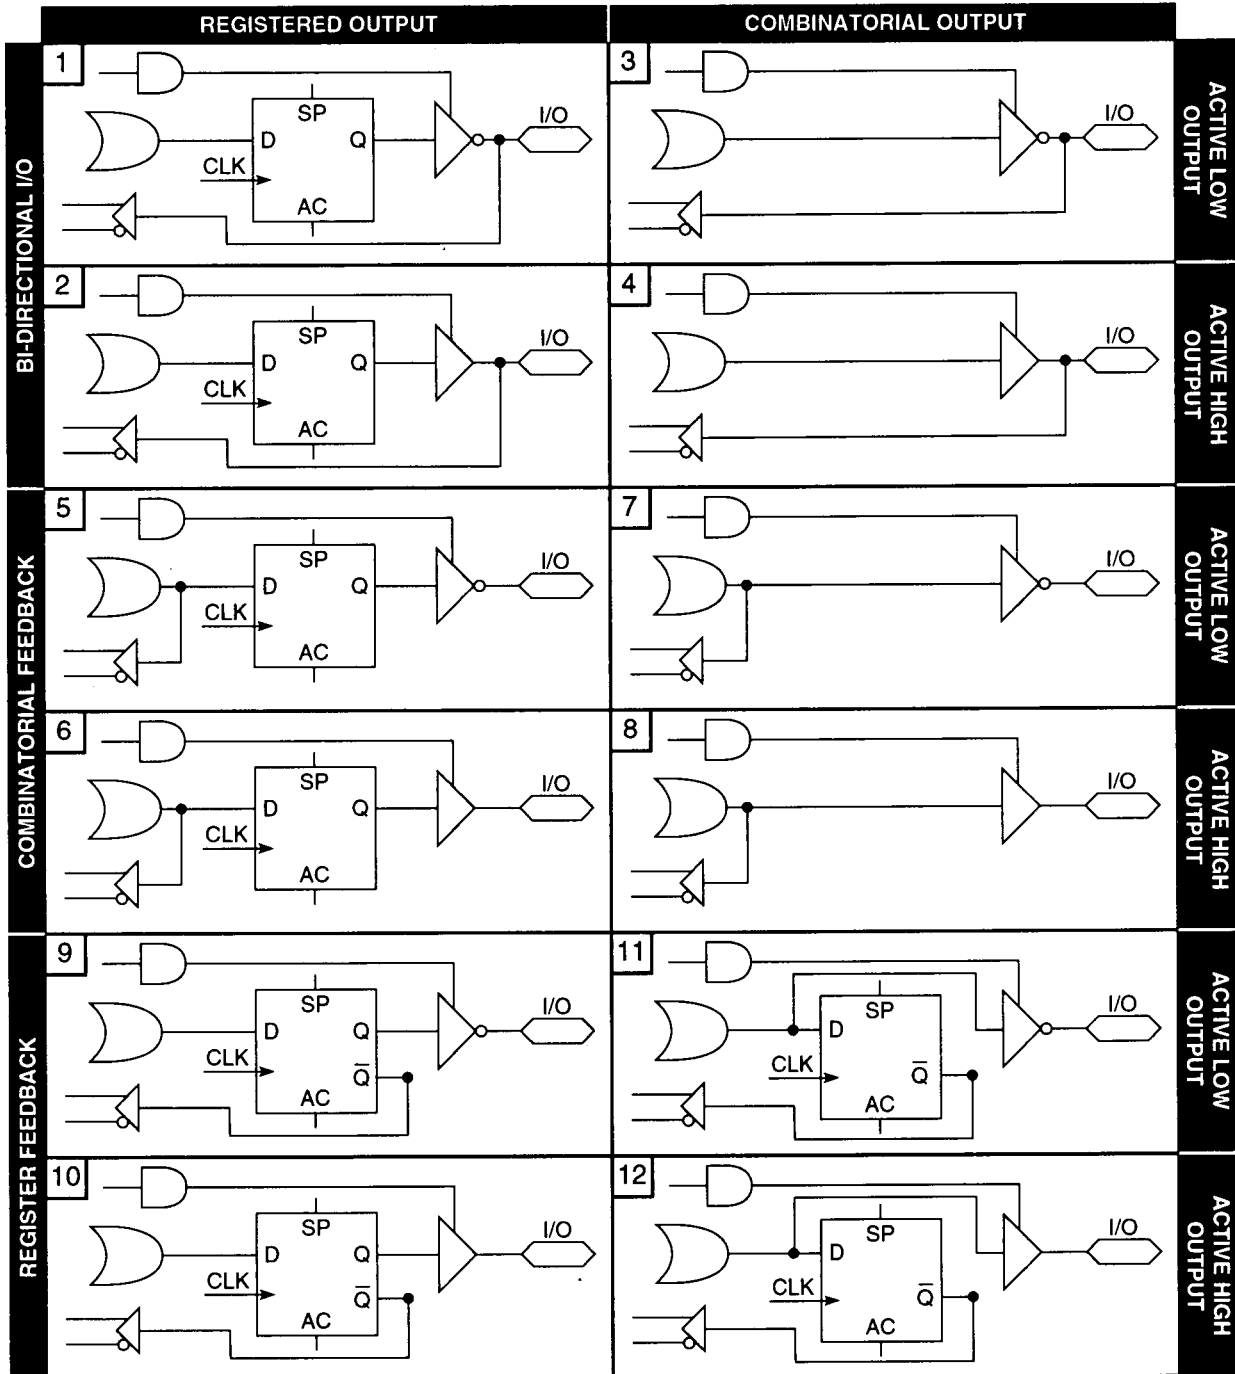 REGISTERED OUTPUT
COMBINATORIAL OUTPUT
BI-DIRECTIONAL I/O
1
SP
D
Q
CLK
AC
I/O
3
I/O
ACTIVE LOW
OUTPUT
2
SP
D
Q
CLK
AC
I/O
4
I/O
ACTIVE HIGH
OUTPUT
COMBINATORIAL FEEDBACK
5
SP
D
Q
CLK
AC
I/O
7
I/O
ACTIVE LOW
OUTPUT
6
SP
D
Q
CLK
AC
I/O
8
I/O
ACTIVE HIGH
OUTPUT
REGISTER FEEDBACK
9
SP
D
Q
CLK
Q̅
AC
I/O
11
SP
D
CLK
Q̅
AC
I/O
ACTIVE LOW
OUTPUT
10
SP
D
Q
CLK
Q̅
AC
I/O
12
SP
D
CLK
Q̅
AC
I/O
ACTIVE HIGH
OUTPUT